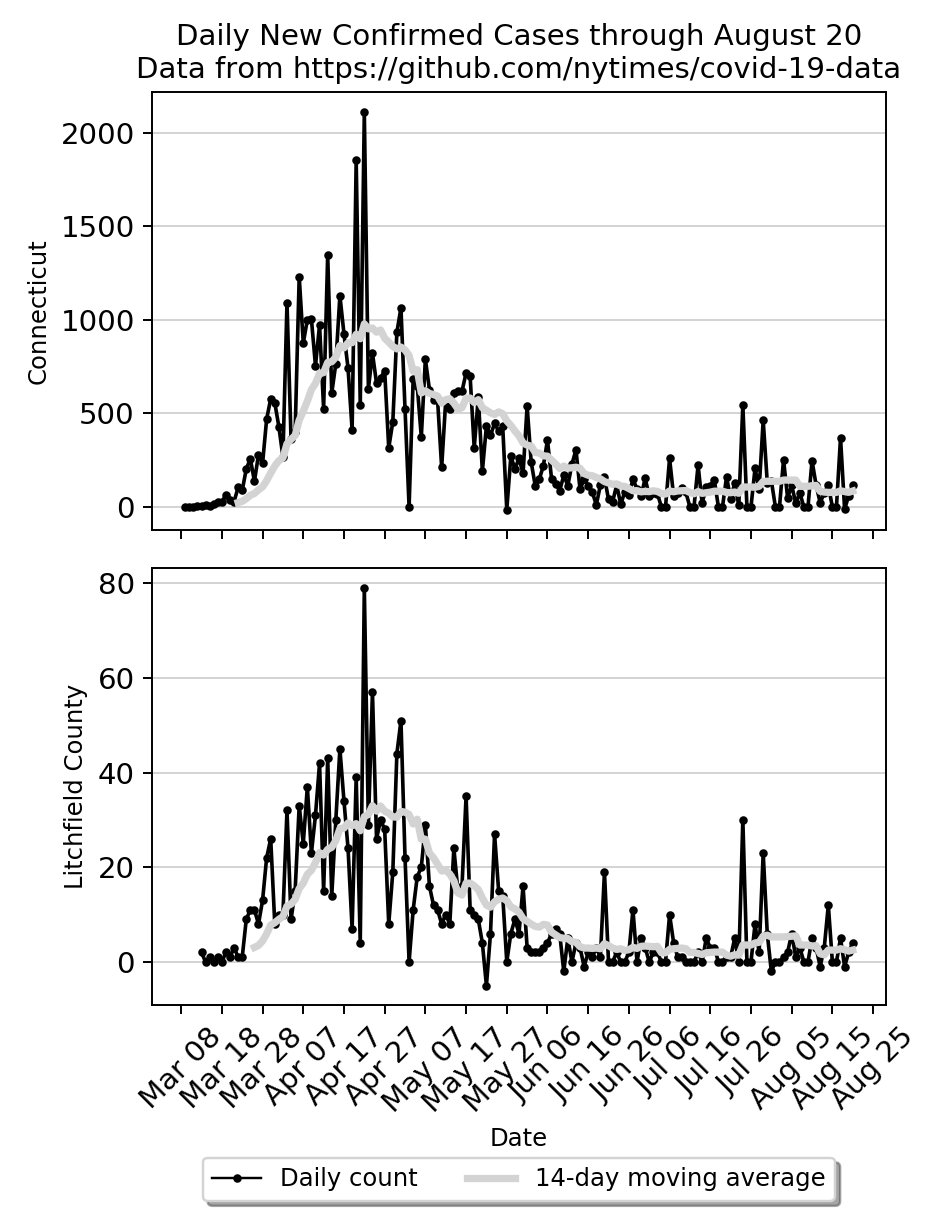 Daily New Confirmed Cases through August 20
Data from https://github.com/nytimes/covid-19-data
2000
1500
1000
500
0
Connecticut
80
60
40
20
0
Litchfield County
Mar 08 Mar 18 Mar 28 Apr 07 Apr 17 Apr 27 May 07 May 17 May 27 Jun 06 Jun 16 Jun 26 Jul 06 Jul 16 Jul 26 Aug 05 Aug 15 Aug 25
Date
Daily count 14-day moving average